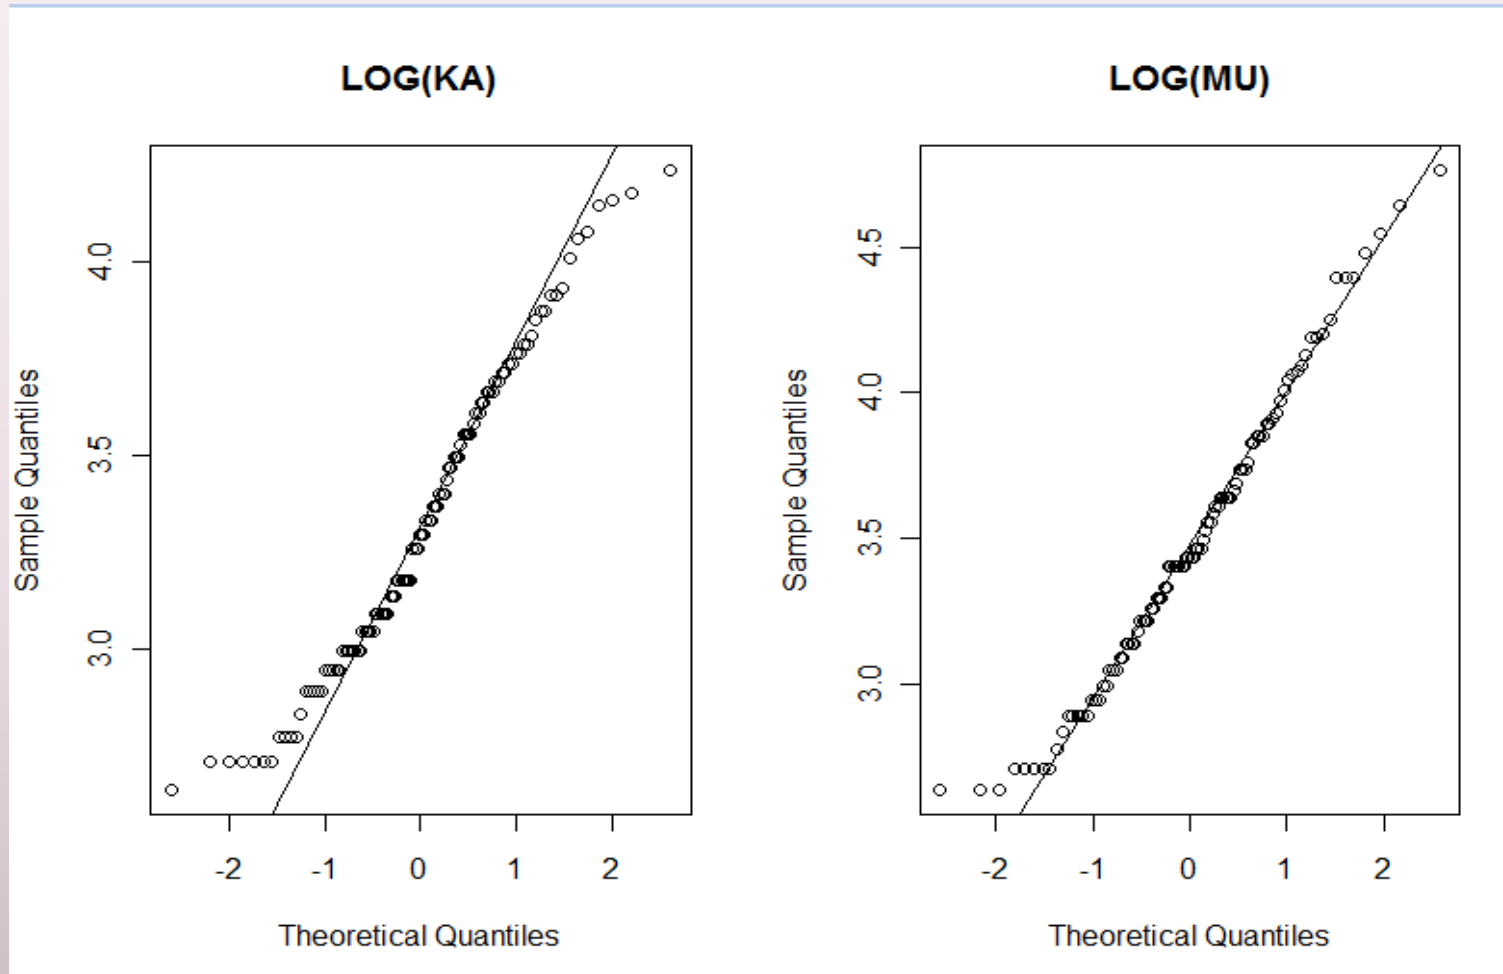 LOG(KA)
Sample Quantiles
4.0
3.5
3.0
-2 -1 0 1 2
Theoretical Quantiles
LOG(MU)
Sample Quantiles
4.5
4.0
3.5
3.0
-2 -1 0 1 2
Theoretical Quantiles